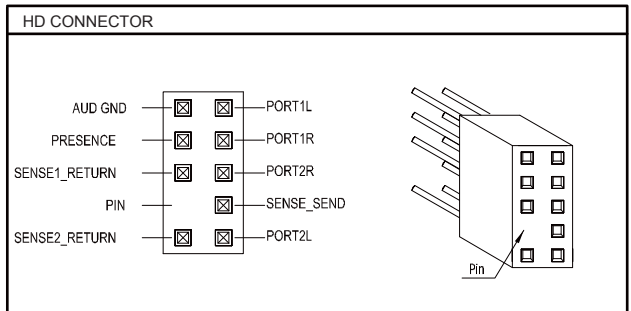 HD CONNECTOR
AUD GND PORT1L
PRESENCE PORT1R
SENSE1_RETURN PORT2R
PIN SENSE_SEND
SENSE2_RETURN PORT2L
Pin